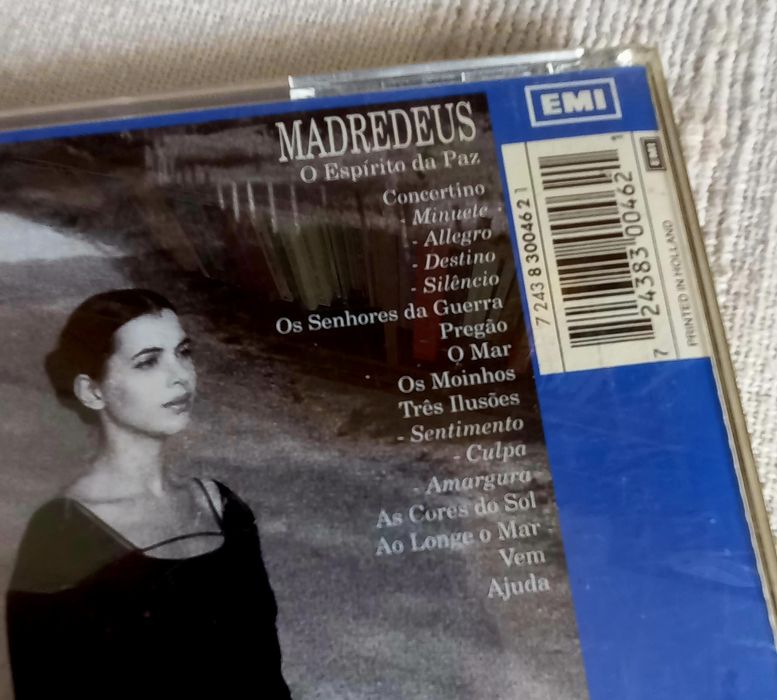 MADREDEUS
O Espírito da Paz
Concertino
- Minuete
- Allegro
- Destino
- Silêncio
Os Senhores da Guerra
Pregão
O Mar
Os Moinhos
Três Ilusões
- Sentimento
- Culpa
- Amargura
As Cores do Sol
Ao Longe o Mar
Vem
Ajuda
EMI
7 2438 30046 2 1
7 24383 00462 1
EMI
PRINTED IN HOLLAND